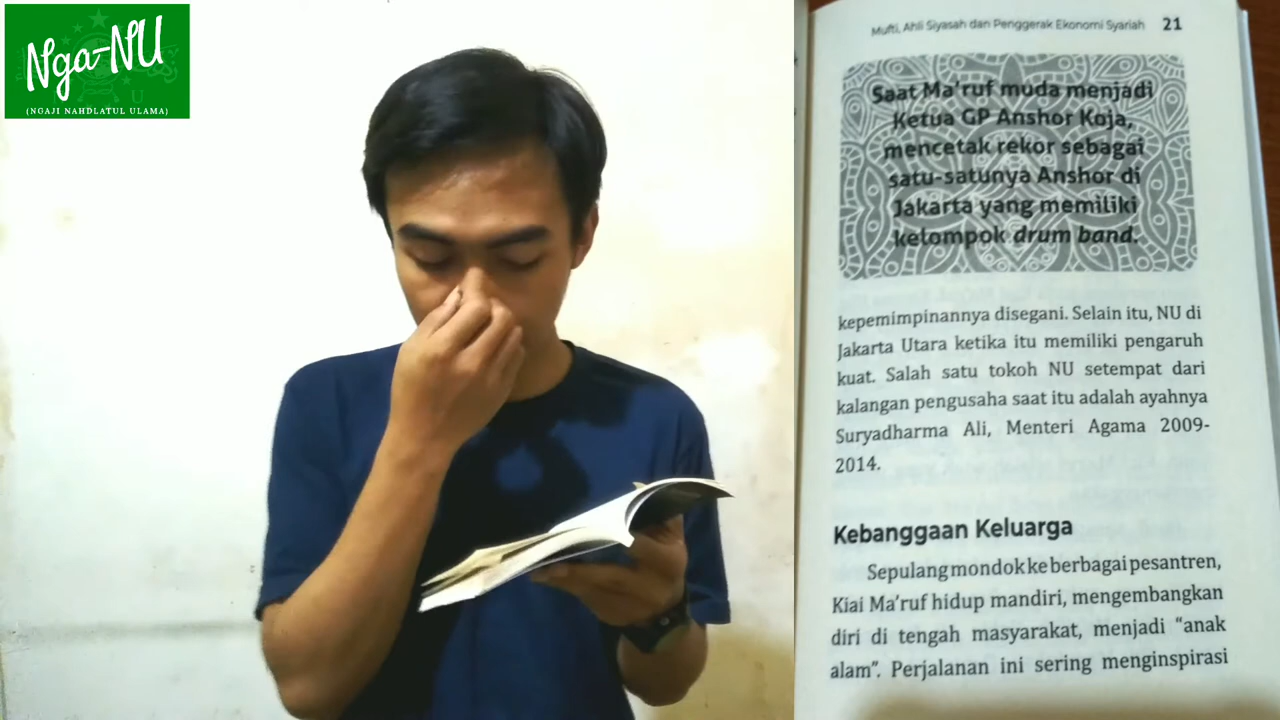 Nga-NU
(NGAJI NAHDLATUL ULAMA)
Mufti, Ahli Siyasah dan Penggerak Ekonomi Syariah 21
Saat Ma'ruf muda menjadi
Ketua GP Anshor Koja,
mencetak rekor sebagai
satu-satunya Anshor di
Jakarta yang memiliki
kelompok drum band.
kepemimpinannya disegani. Selain itu, NU di
Jakarta Utara ketika itu memiliki pengaruh
kuat. Salah satu tokoh NU setempat dari
kalangan pengusaha saat itu adalah ayahnya
Suryadharma Ali, Menteri Agama 2009-
2014.
Kebanggaan Keluarga
Sepulang mondok ke berbagai pesantren,
Kiai Ma'ruf hidup mandiri, mengembangkan
diri di tengah masyarakat, menjadi "anak
alam". Perjalanan ini sering menginspirasi